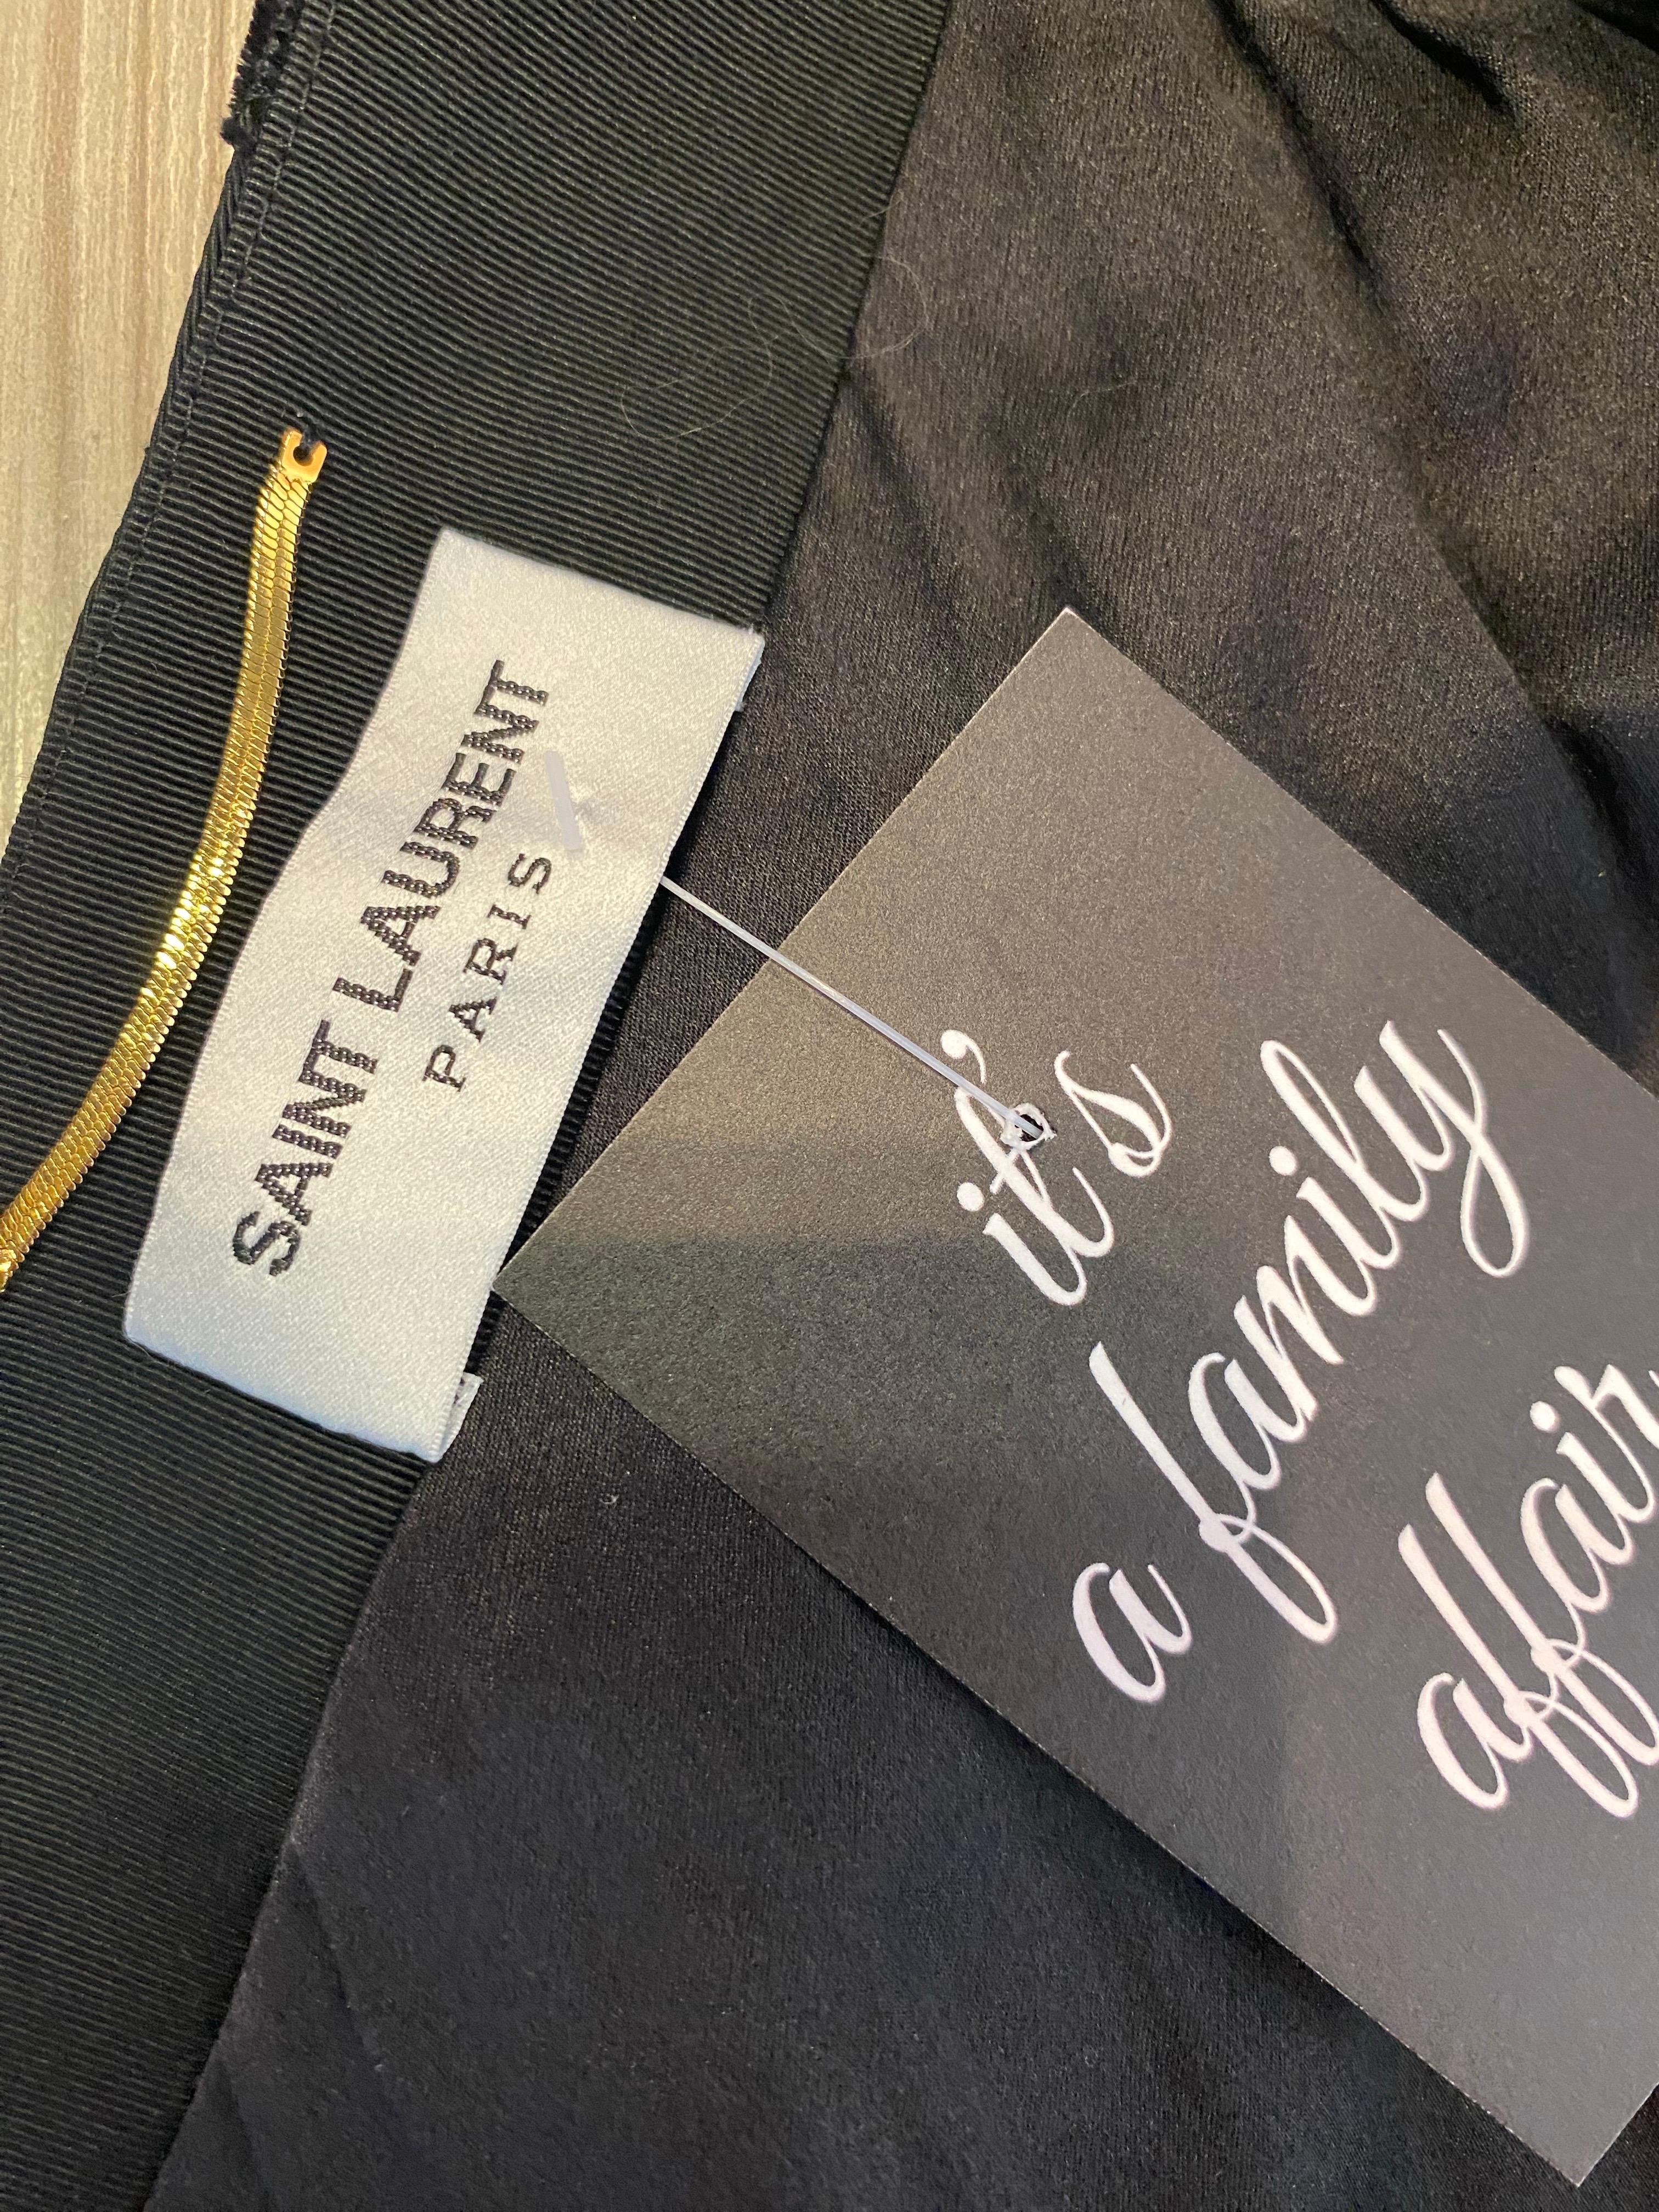 SAINT LAURENT
PARIS
it's
a family
affair